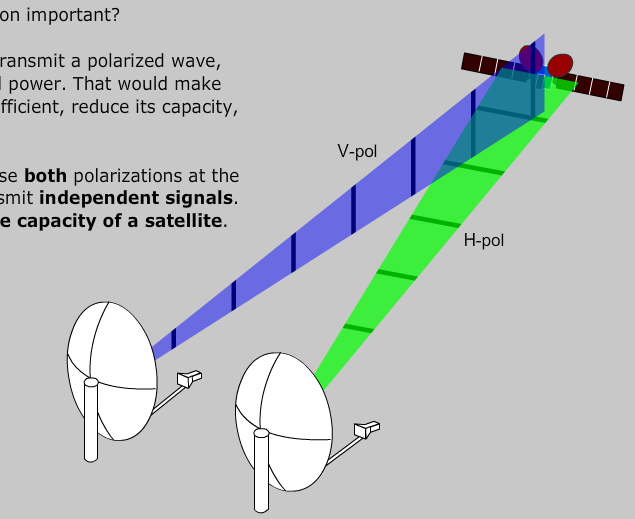 on important?
ransmit a polarized wave,
power. That would make
fficient, reduce its capacity,
se both polarizations at the
smit independent signals.
e capacity of a satellite.
V-pol
H-pol